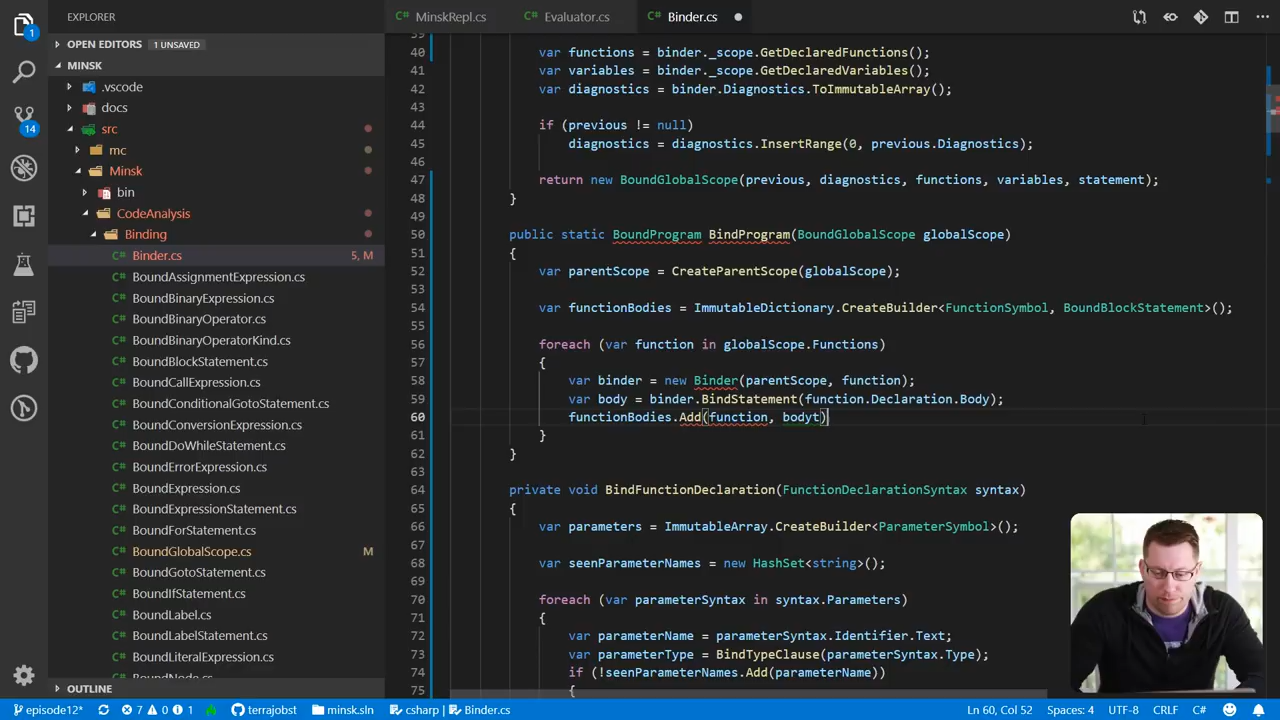 EXPLORER
MinskRepl.cs
Evaluator.cs
Binder.cs
1
OPEN EDITORS 1 UNSAVED
MINSK
.vscode
docs
src
mc
Minsk
bin
CodeAnalysis
Binding
Binder.cs 5, M
BoundAssignmentExpression.cs
BoundBinaryExpression.cs
BoundBinaryOperator.cs
BoundBinaryOperatorKind.cs
BoundBlockStatement.cs
BoundCallExpression.cs
BoundConditionalGotoStatement.cs
BoundConversionExpression.cs
BoundDoWhileStatement.cs
BoundErrorExpression.cs
BoundExpression.cs
BoundExpressionStatement.cs
BoundForStatement.cs
BoundGlobalScope.cs M
BoundGotoStatement.cs
BoundIfStatement.cs
BoundLabel.cs
BoundLabelStatement.cs
BoundLiteralExpression.cs
BoundNode.cs
OUTLINE
14
39
40 var functions = binder._scope.GetDeclaredFunctions();
41 var variables = binder._scope.GetDeclaredVariables();
42 var diagnostics = binder.Diagnostics.ToImmutableArray();
43
44 if (previous != null)
45 diagnostics = diagnostics.InsertRange(0, previous.Diagnostics);
46
47 return new BoundGlobalScope(previous, diagnostics, functions, variables, statement);
48 }
49
50 public static BoundProgram BindProgram(BoundGlobalScope globalScope)
51 {
52 var parentScope = CreateParentScope(globalScope);
53
54 var functionBodies = ImmutableDictionary.CreateBuilder<FunctionSymbol, BoundBlockStatement>();
55
56 foreach (var function in globalScope.Functions)
57 {
58 var binder = new Binder(parentScope, function);
59 var body = binder.BindStatement(function.Declaration.Body);
60 functionBodies.Add(function, bodyt)
61 }
62 }
63
64 private void BindFunctionDeclaration(FunctionDeclarationSyntax syntax)
65 {
66 var parameters = ImmutableArray.CreateBuilder<ParameterSymbol>();
67
68 var seenParameterNames = new HashSet<string>();
69
70 foreach (var parameterSyntax in syntax.Parameters)
71 {
72 var parameterName = parameterSyntax.Identifier.Text;
73 var parameterType = BindTypeClause(parameterSyntax.Type);
74 if (!seenParameterNames.Add(parameterName))
75 {
episode12* 7 0 1 terrajobst minsk.sln csharp | Binder.cs Ln 60, Col 52 Spaces: 4 UTF-8 CRLF C#